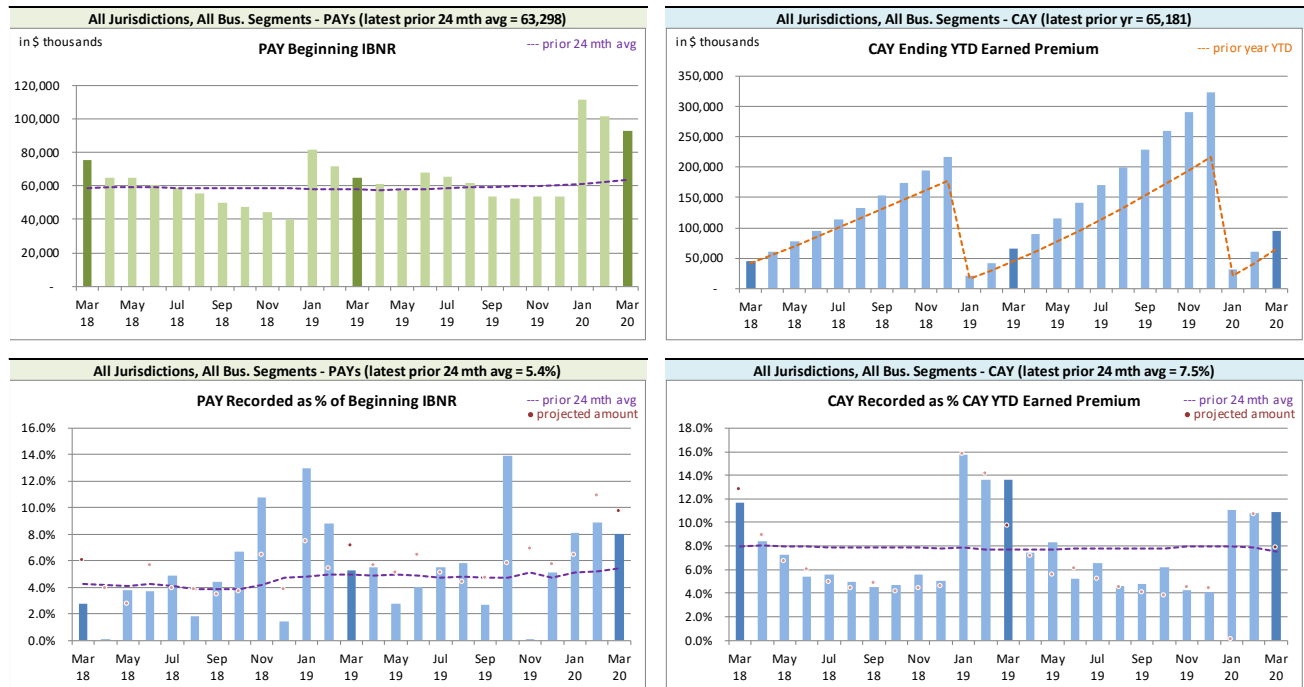 All Jurisdictions, All Bus. Segments - PAYs (latest prior 24 mth avg = 63,298)
in $ thousands
PAY Beginning IBNR
--- prior 24 mth avg
120,000
100,000
80,000
60,000
40,000
20,000
-
Mar May Jul Sep Nov Jan Mar May Jul Sep Nov Jan Mar
18 18 18 18 18 19 19 19 19 19 19 20 20
All Jurisdictions, All Bus. Segments - CAY (latest prior yr = 65,181)
in $ thousands
CAY Ending YTD Earned Premium
--- prior year YTD
350,000
300,000
250,000
200,000
150,000
100,000
50,000
-
Mar May Jul Sep Nov Jan Mar May Jul Sep Nov Jan Mar
18 18 18 18 18 19 19 19 19 19 19 20 20
All Jurisdictions, All Bus. Segments - PAYs (latest prior 24 mth avg = 5.4%)
PAY Recorded as % of Beginning IBNR
--- prior 24 mth avg
• projected amount
16.0%
14.0%
12.0%
10.0%
8.0%
6.0%
4.0%
2.0%
0.0%
Mar May Jul Sep Nov Jan Mar May Jul Sep Nov Jan Mar
18 18 18 18 18 19 19 19 19 19 19 20 20
All Jurisdictions, All Bus. Segments - CAY (latest prior 24 mth avg = 7.5%)
CAY Recorded as % CAY YTD Earned Premium
--- prior 24 mth avg
• projected amount
18.0%
16.0%
14.0%
12.0%
10.0%
8.0%
6.0%
4.0%
2.0%
0.0%
Mar May Jul Sep Nov Jan Mar May Jul Sep Nov Jan Mar
18 18 18 18 18 19 19 19 19 19 19 20 20